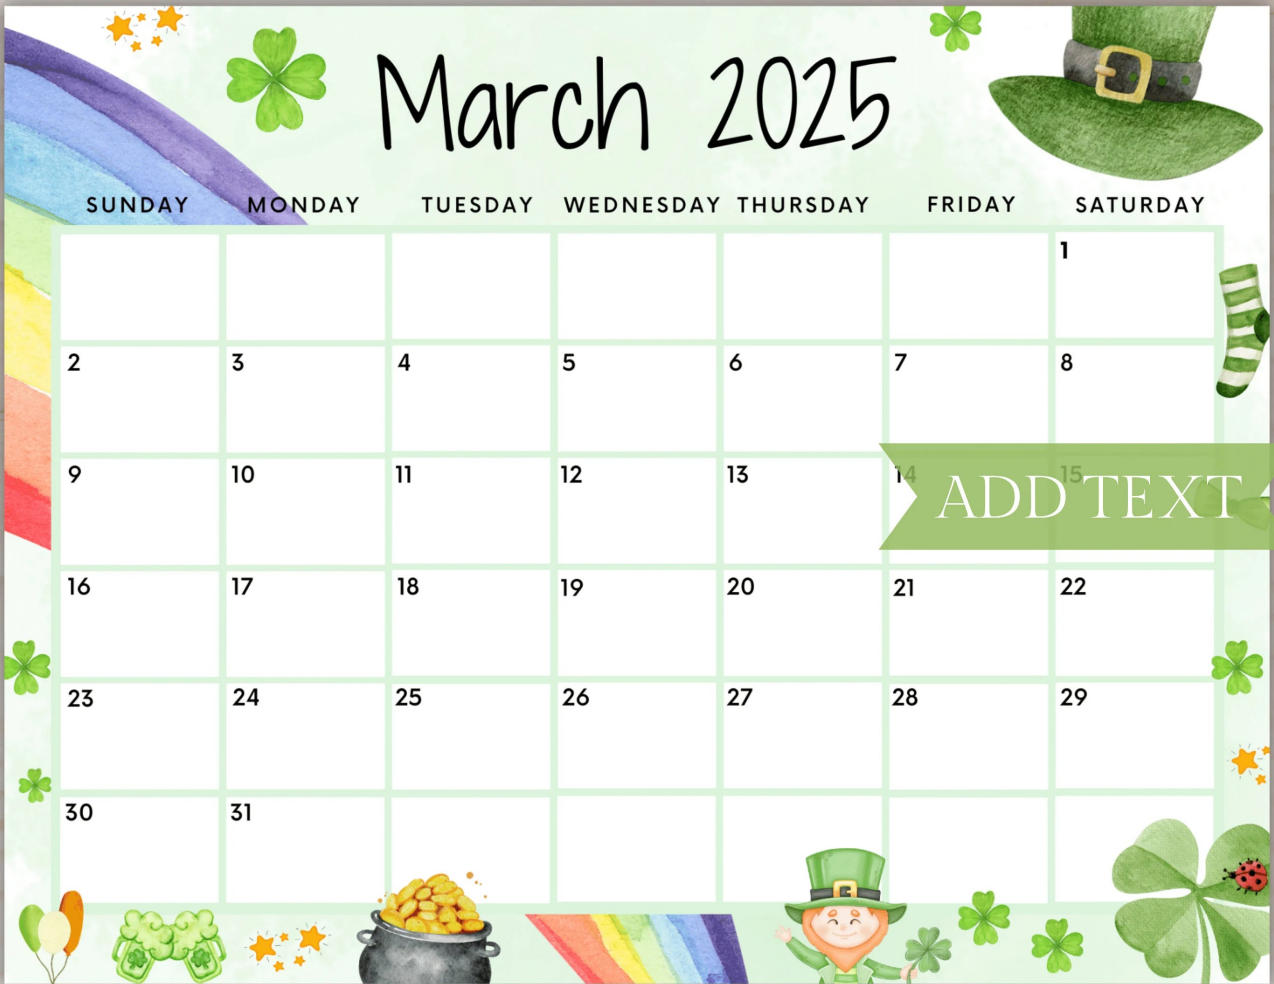 March 2025
SUNDAY MONDAY TUESDAY WEDNESDAY THURSDAY FRIDAY SATURDAY
1
2 3 4 5 6 7 8
9 10 11 12 13 14 15
ADD TEXT
16 17 18 19 20 21 22
23 24 25 26 27 28 29
30 31